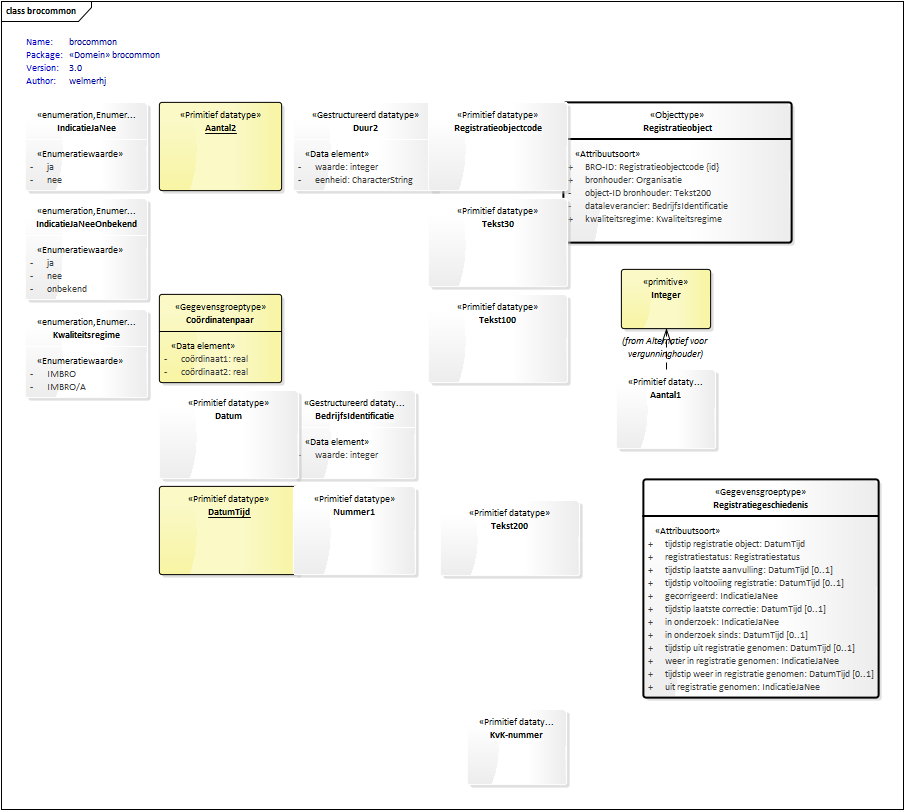 class brocommon
Name: brocommon
Package: «Domein» brocommon
Version: 3.0
Author: welmerhj
«enumeration,Enumer...
IndicatieJaNee
«Enumeratiewaarde»
- ja
- nee
«Primitief datatype»
Aantal2
«Gestructureerd datatype»
Duur2
«Data element»
- waarde: integer
- eenheid: CharacterString
«Primitief datatype»
Registratieobjectcode
«Objecttype»
Registratieobject
«Attribuutsoort»
+ BRO-ID: Registratieobjectcode {id}
+ bronhouder: Organisatie
- object-ID bronhouder: Tekst200
- dataleverancier: BedrijfsIdentificatie
+ kwaliteitsregime: Kwaliteitsregime
«enumeration,Enumer...
IndicatieJaNeeOnbekend
«Enumeratiewaarde»
- ja
- nee
- onbekend
«Primitief datatype»
Tekst30
«primitive»
Integer
(from Alternatief voor
vergunninghouder)
«enumeration,Enumer...
Kwaliteitsregime
«Enumeratiewaarde»
- IMBRO
- IMBRO/A
«Gegevensgroeptype»
Coördinatenpaar
«Data element»
- coördinaat1: real
- coördinaat2: real
«Primitief datatype»
Tekst100
«Primitief dataty...
Aantal1
«Primitief datatype»
Datum
«Gestructureerd dataty...
BedrijfsIdentificatie
«Data element»
- waarde: integer
«Primitief datatype»
DatumTijd
«Primitief datatype»
Nummer1
«Primitief datatype»
Tekst200
«Gegevensgroeptype»
Registratiegeschiedenis
«Attribuutsoort»
+ tijdstip registratie object: DatumTijd
+ registratiestatus: Registratiestatus
+ tijdstip laatste aanvulling: DatumTijd [0..1]
+ tijdstip voltooiing registratie: DatumTijd [0..1]
+ gecorrigeerd: IndicatieJaNee
+ tijdstip laatste correctie: DatumTijd [0..1]
+ in onderzoek: IndicatieJaNee
+ in onderzoek sinds: DatumTijd [0..1]
+ tijdstip uit registratie genomen: DatumTijd [0..1]
+ weer in registratie genomen: IndicatieJaNee
+ tijdstip weer in registratie genomen: DatumTijd [0..1]
+ uit registratie genomen: IndicatieJaNee
«Primitief dataty...
KvK-nummer